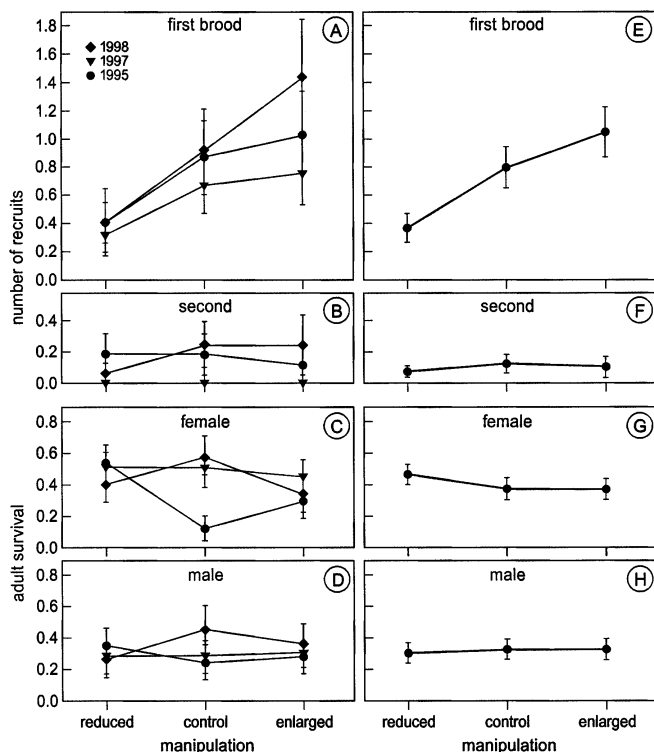 first brood
A
1998
1997
1995
1.8
1.6
1.4
1.2
1.0
0.8
0.6
0.4
0.2
0.0
number of recruits
first brood
E
second
B
0.4
0.2
0.0
second
F
female
C
0.8
0.6
0.4
0.2
0.0
adult survival
female
G
male
D
0.8
0.6
0.4
0.2
0.0
male
H
reduced control enlarged
manipulation
reduced control enlarged
manipulation